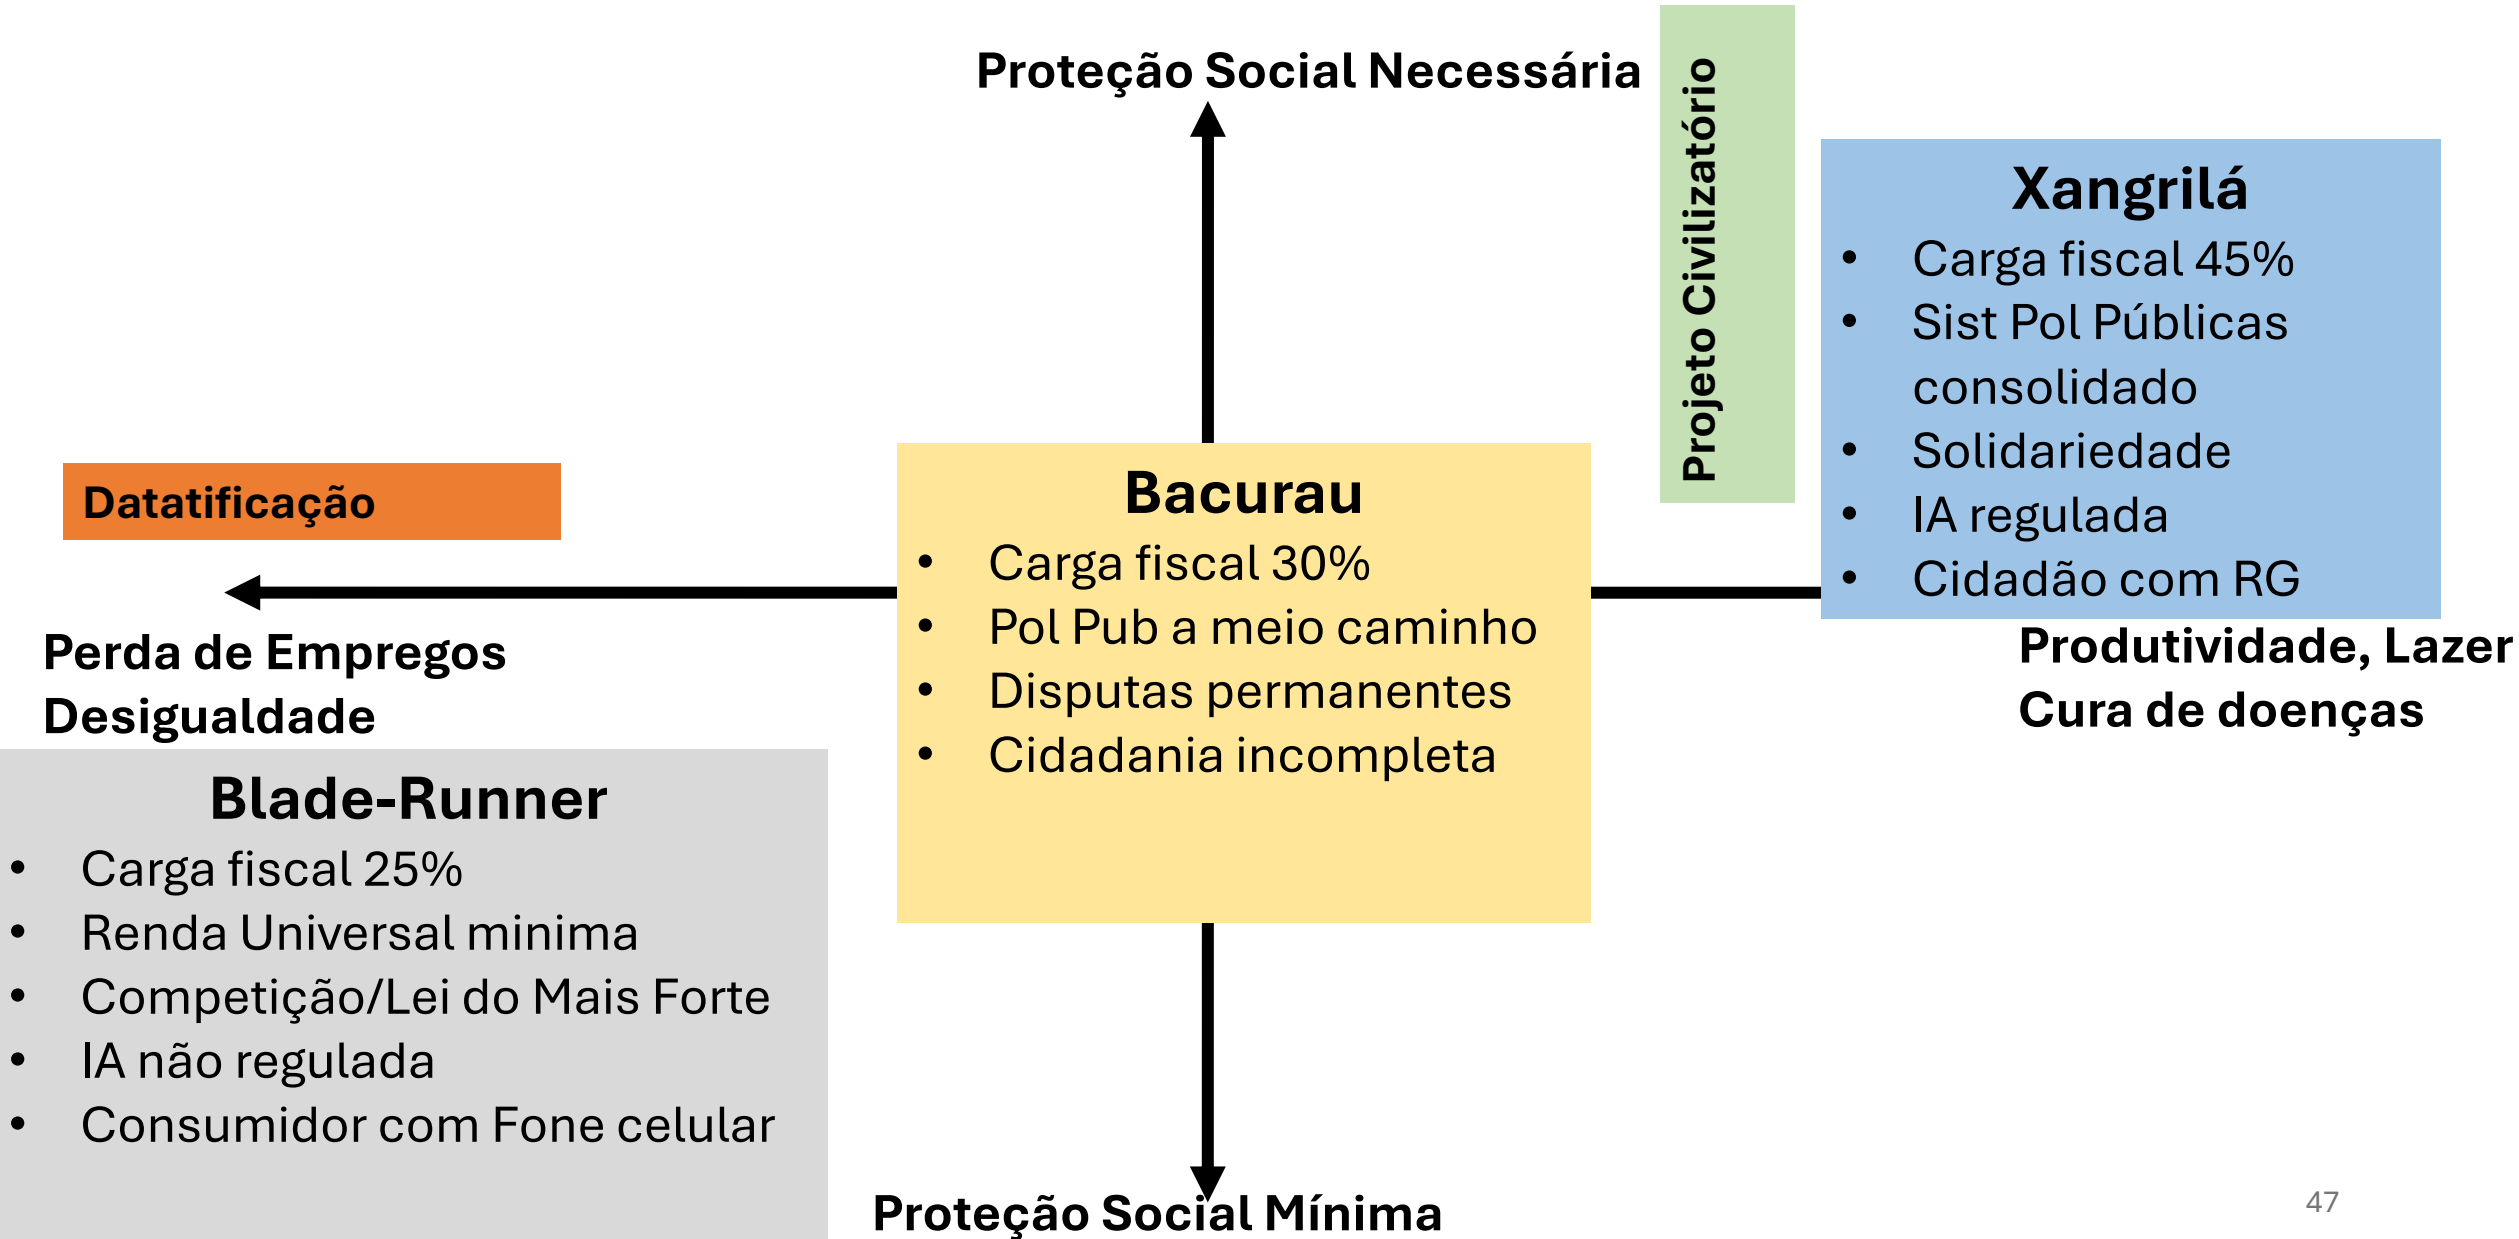 Proteção Social Necessária
Projeto Civilizatório
Xangrilá
• Carga fiscal 45%
• Sist Pol Públicas
consolidado
• Solidariedade
• IA regulada
• Cidadão com RG
Datatificação
Bacurau
• Carga fiscal 30%
• Pol Pub a meio caminho
• Disputas permanentes
• Cidadania incompleta
Perda de Empregos
Desigualdade
Produtividade, Lazer
Cura de doenças
Blade-Runner
• Carga fiscal 25%
• Renda Universal minima
• Competição/Lei do Mais Forte
• IA não regulada
• Consumidor com Fone celular
Proteção Social Mínima
47